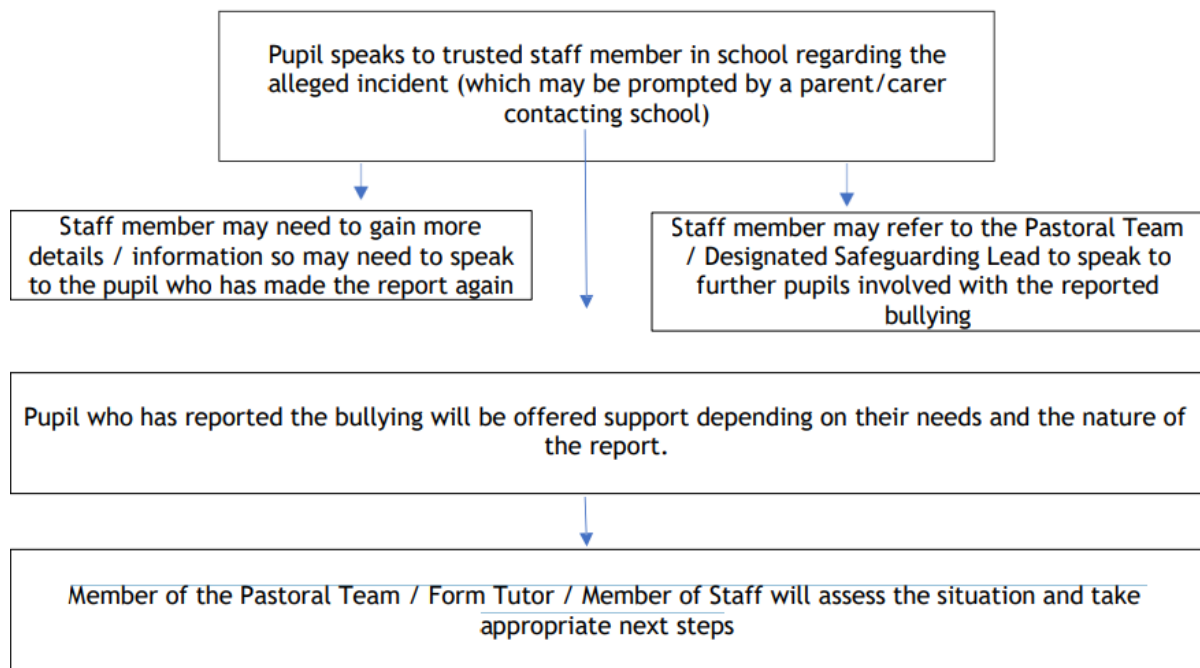 Pupil speaks to trusted staff member in school regarding the
alleged incident (which may be prompted by a parent/carer
contacting school)
Staff member may need to gain more
details / information so may need to speak
to the pupil who has made the report again
Staff member may refer to the Pastoral Team
/ Designated Safeguarding Lead to speak to
further pupils involved with the reported
bullying
Pupil who has reported the bullying will be offered support depending on their needs and the nature of
the report.
Member of the Pastoral Team / Form Tutor / Member of Staff will assess the situation and take
appropriate next steps